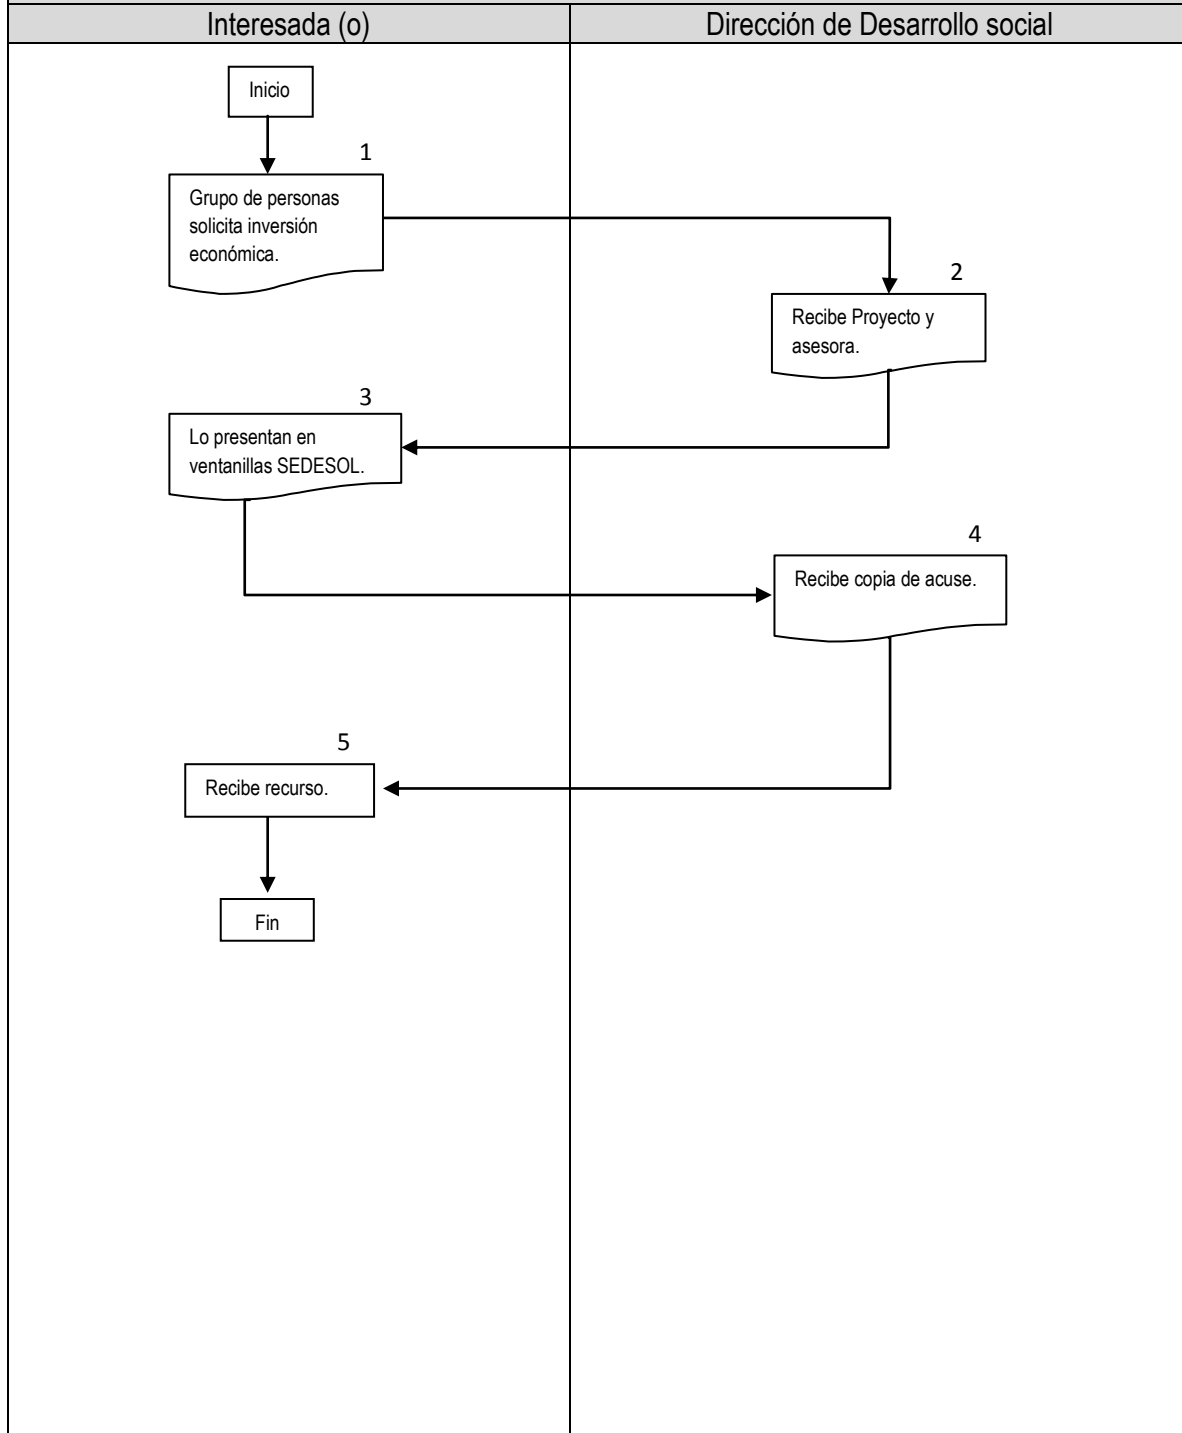 Interesada (o)
Dirección de Desarrollo social
Inicio
1
Grupo de personas
solicita inversión
económica.
2
Recibe Proyecto y
asesora.
3
Lo presentan en
ventanillas SEDESOL.
4
Recibe copia de acuse.
5
Recibe recurso.
Fin